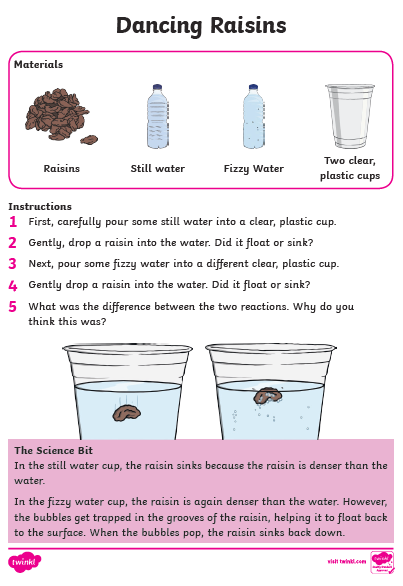 Dancing Raisins
Materials
Raisins
Still water
Fizzy Water
Two clear,
plastic cups
Instructions
1 First, carefully pour some still water into a clear, plastic cup.
2 Gently, drop a raisin into the water. Did it float or sink?
3 Next, pour some fizzy water into a different clear, plastic cup.
4 Gently drop a raisin into the water. Did it float or sink?
5 What was the difference between the two reactions. Why do you
think this was?
The Science Bit
In the still water cup, the raisin sinks because the raisin is denser than the
water.
In the fizzy water cup, the raisin is again denser than the water. However,
the bubbles get trapped in the grooves of the raisin, helping it to float back
to the surface. When the bubbles pop, the raisin sinks back down.
twinkl
visit twinkl.com
twinkl